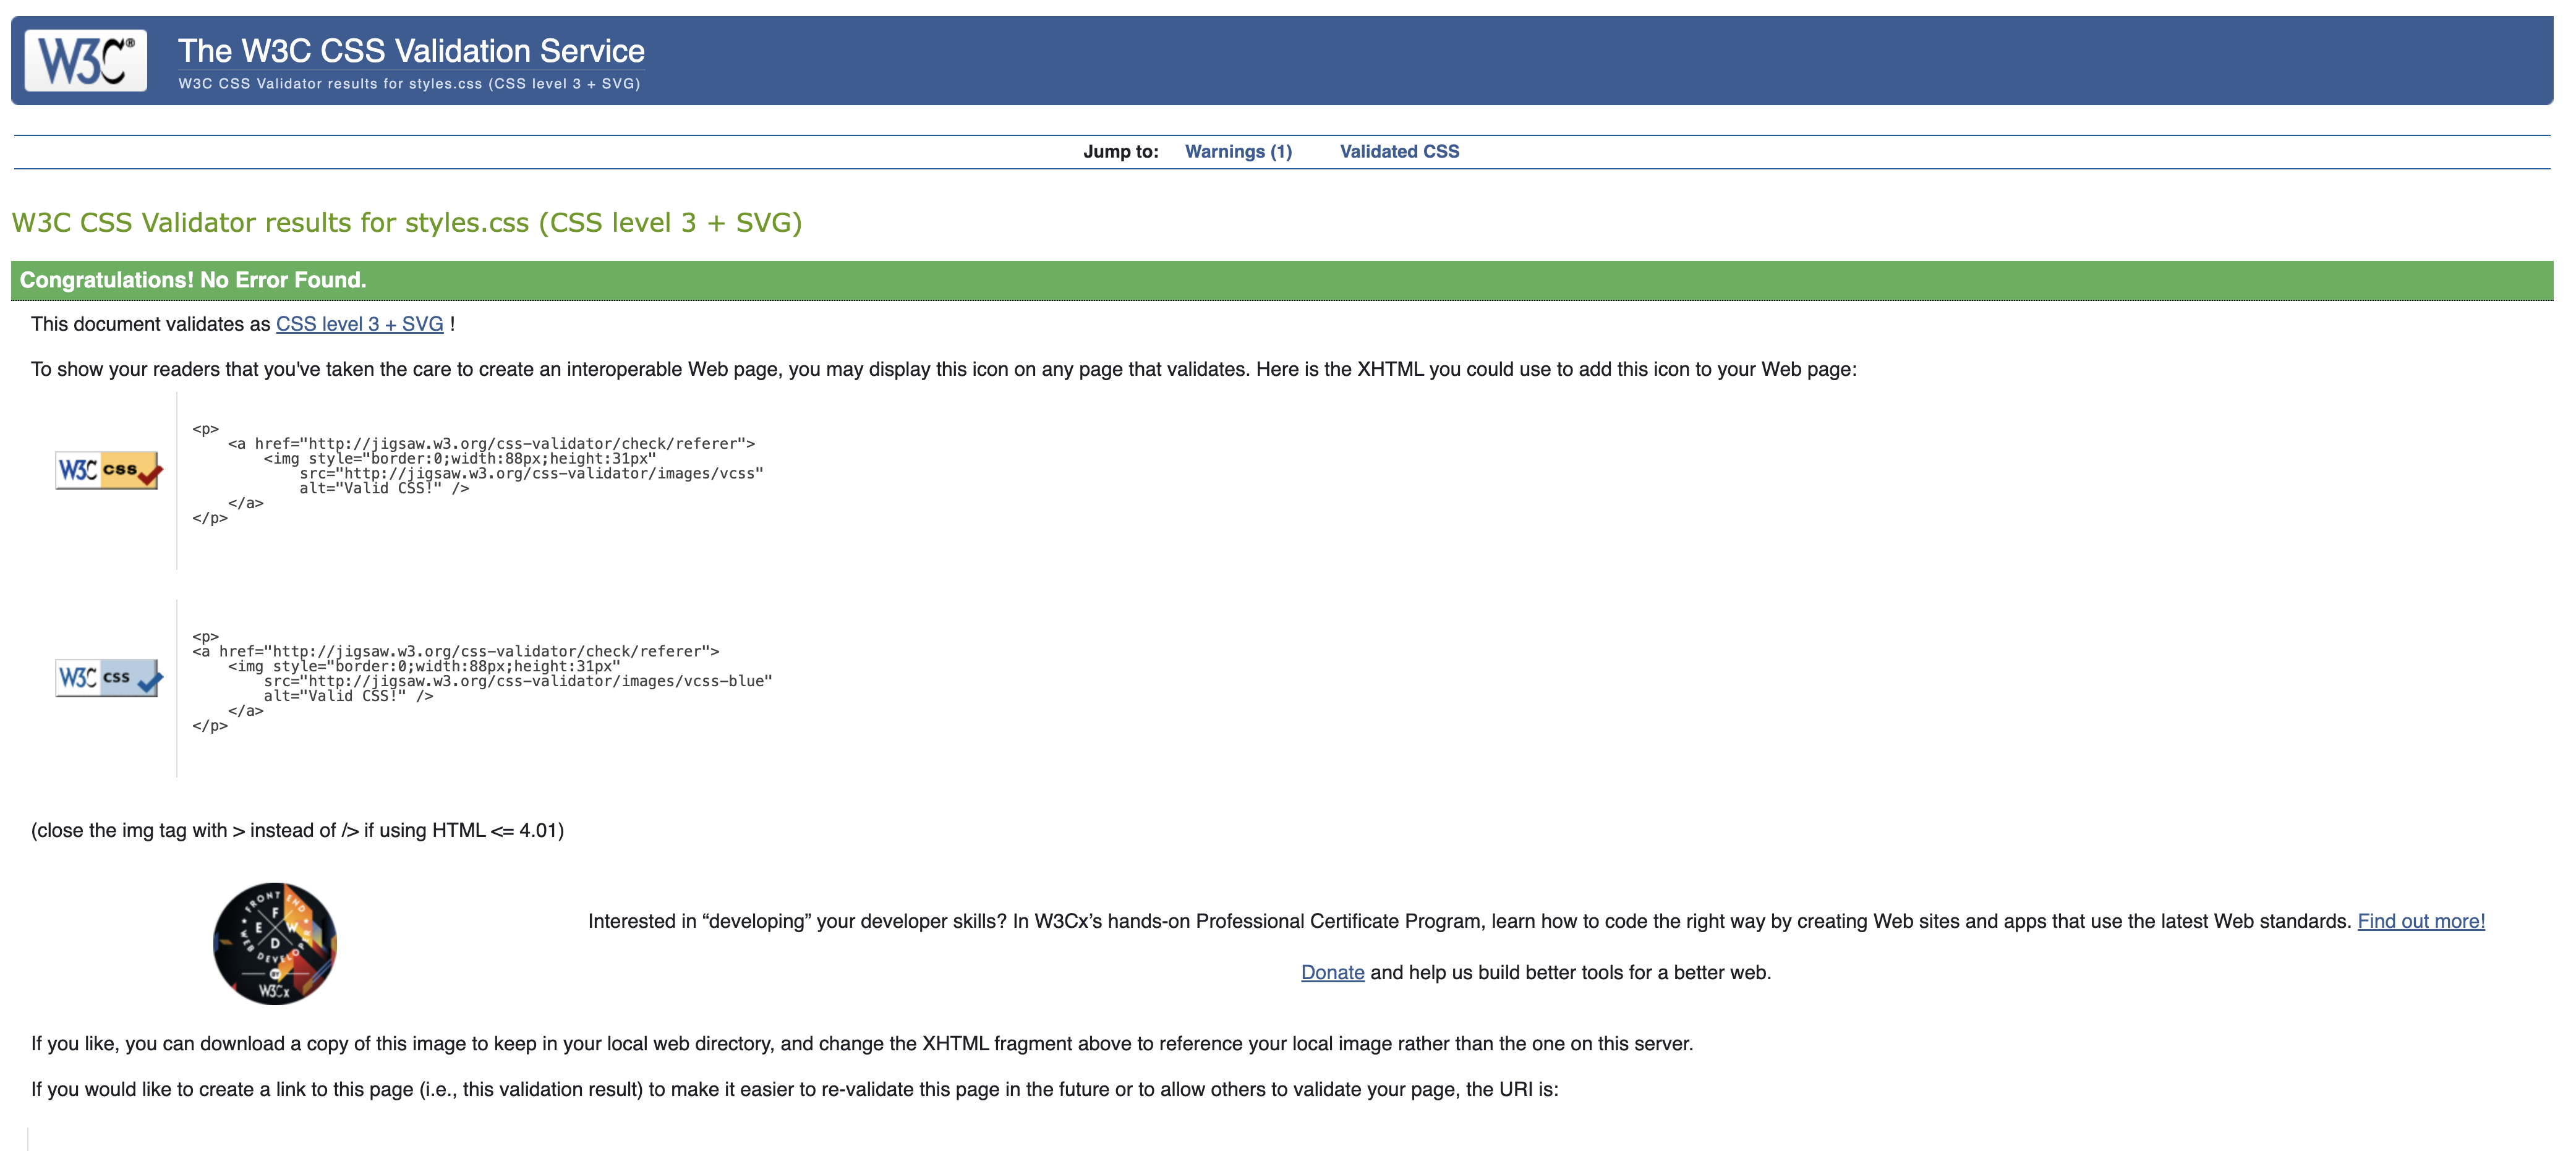 W3C®
The W3C CSS Validation Service
W3C CSS Validator results for styles.css (CSS level 3 + SVG)
Jump to: Warnings (1) Validated CSS
W3C CSS Validator results for styles.css (CSS level 3 + SVG)
Congratulations! No Error Found.
This document validates as CSS level 3 + SVG !
To show your readers that you've taken the care to create an interoperable Web page, you may display this icon on any page that validates. Here is the XHTML you could use to add this icon to your Web page:
W3C css
<p>
    <a href="http://jigsaw.w3.org/css-validator/check/referer">
        <img style="border:0;width:88px;height:31px"
            src="http://jigsaw.w3.org/css-validator/images/vcss"
            alt="Valid CSS!" />
    </a>
</p>
W3C css
<p>
<a href="http://jigsaw.w3.org/css-validator/check/referer">
    <img style="border:0;width:88px;height:31px"
        src="http://jigsaw.w3.org/css-validator/images/vcss-blue"
        alt="Valid CSS!" />
    </a>
</p>
(close the img tag with > instead of /> if using HTML <= 4.01)
FRONT END
F
E W
D
WEB DEVELOPER
BY
W3Cx
Interested in “developing” your developer skills? In W3Cx’s hands-on Professional Certificate Program, learn how to code the right way by creating Web sites and apps that use the latest Web standards. Find out more!
Donate and help us build better tools for a better web.
If you like, you can download a copy of this image to keep in your local web directory, and change the XHTML fragment above to reference your local image rather than the one on this server.
If you would like to create a link to this page (i.e., this validation result) to make it easier to re-validate this page in the future or to allow others to validate your page, the URI is: